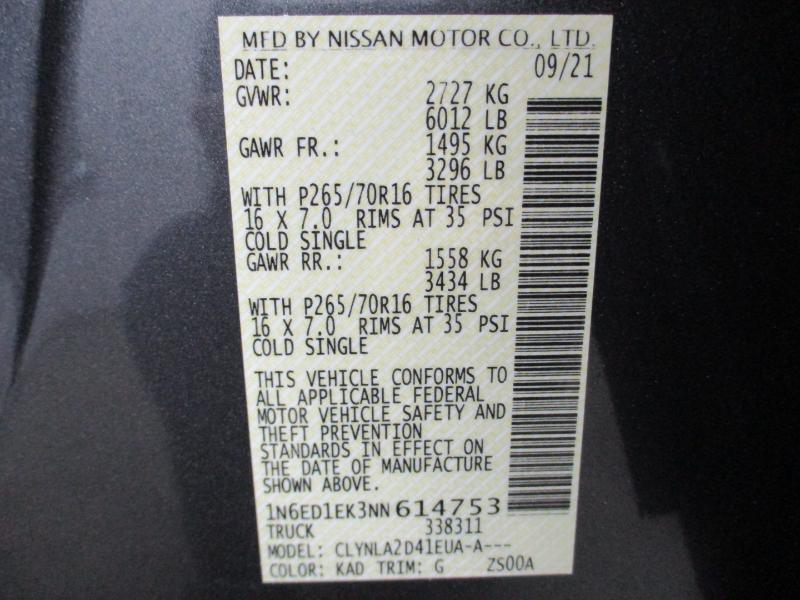 MFD BY NISSAN MOTOR CO., LTD.
DATE: 09/21
GVWR: 2727 KG
6012 LB
GAWR FR.: 1495 KG
3296 LB
WITH P265/70R16 TIRES
16 X 7.0 RIMS AT 35 PSI
COLD SINGLE
GAWR RR.: 1558 KG
3434 LB
WITH P265/70R16 TIRES
16 X 7.0 RIMS AT 35 PSI
COLD SINGLE
THIS VEHICLE CONFORMS TO
ALL APPLICABLE FEDERAL
MOTOR VEHICLE SAFETY AND
THEFT PREVENTION
STANDARDS IN EFFECT ON
THE DATE OF MANUFACTURE
SHOWN ABOVE.
1N6ED1EK3NN614753
TRUCK 338311
MODEL: CLYNLA2D41EUA-A---
COLOR: KAD TRIM: G ZS00A